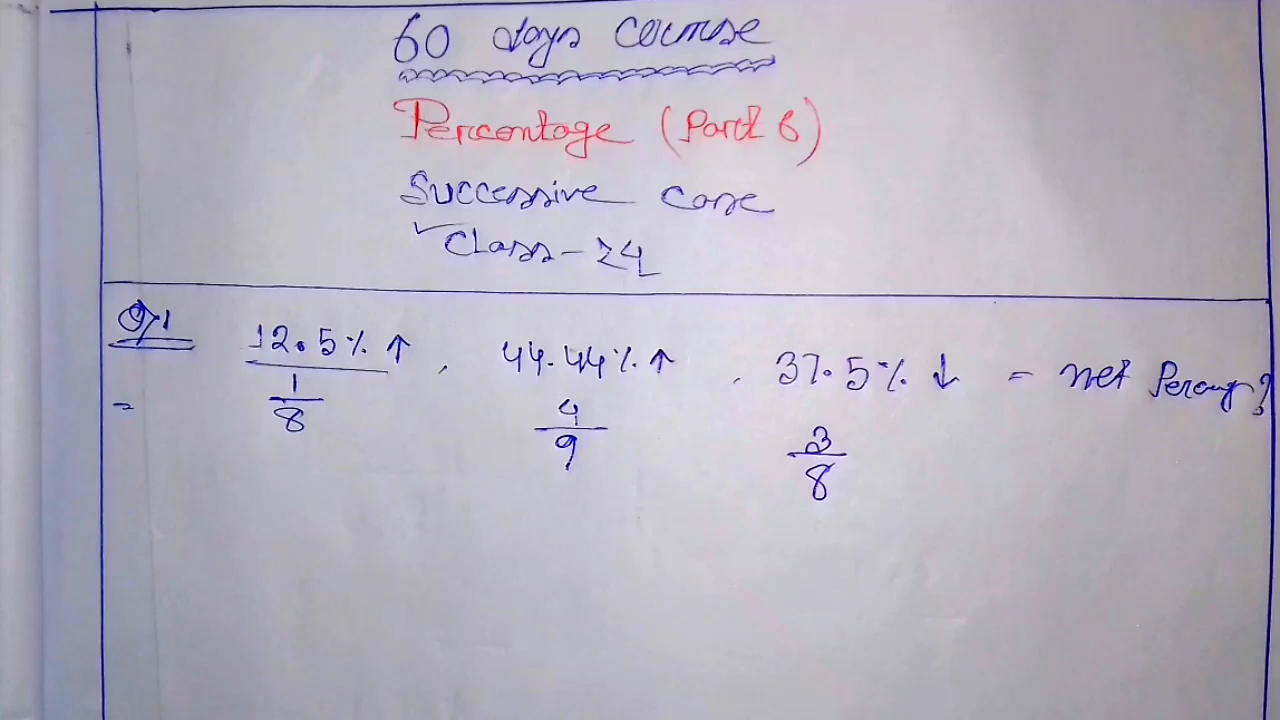 60 days course
Percentage (Part 6)
Successive case
✓ Class-24
Q/1 12.5% ↑ , 44.44% ↑ , 37.5% ↓ = net
= 1/8 4/9 3/8